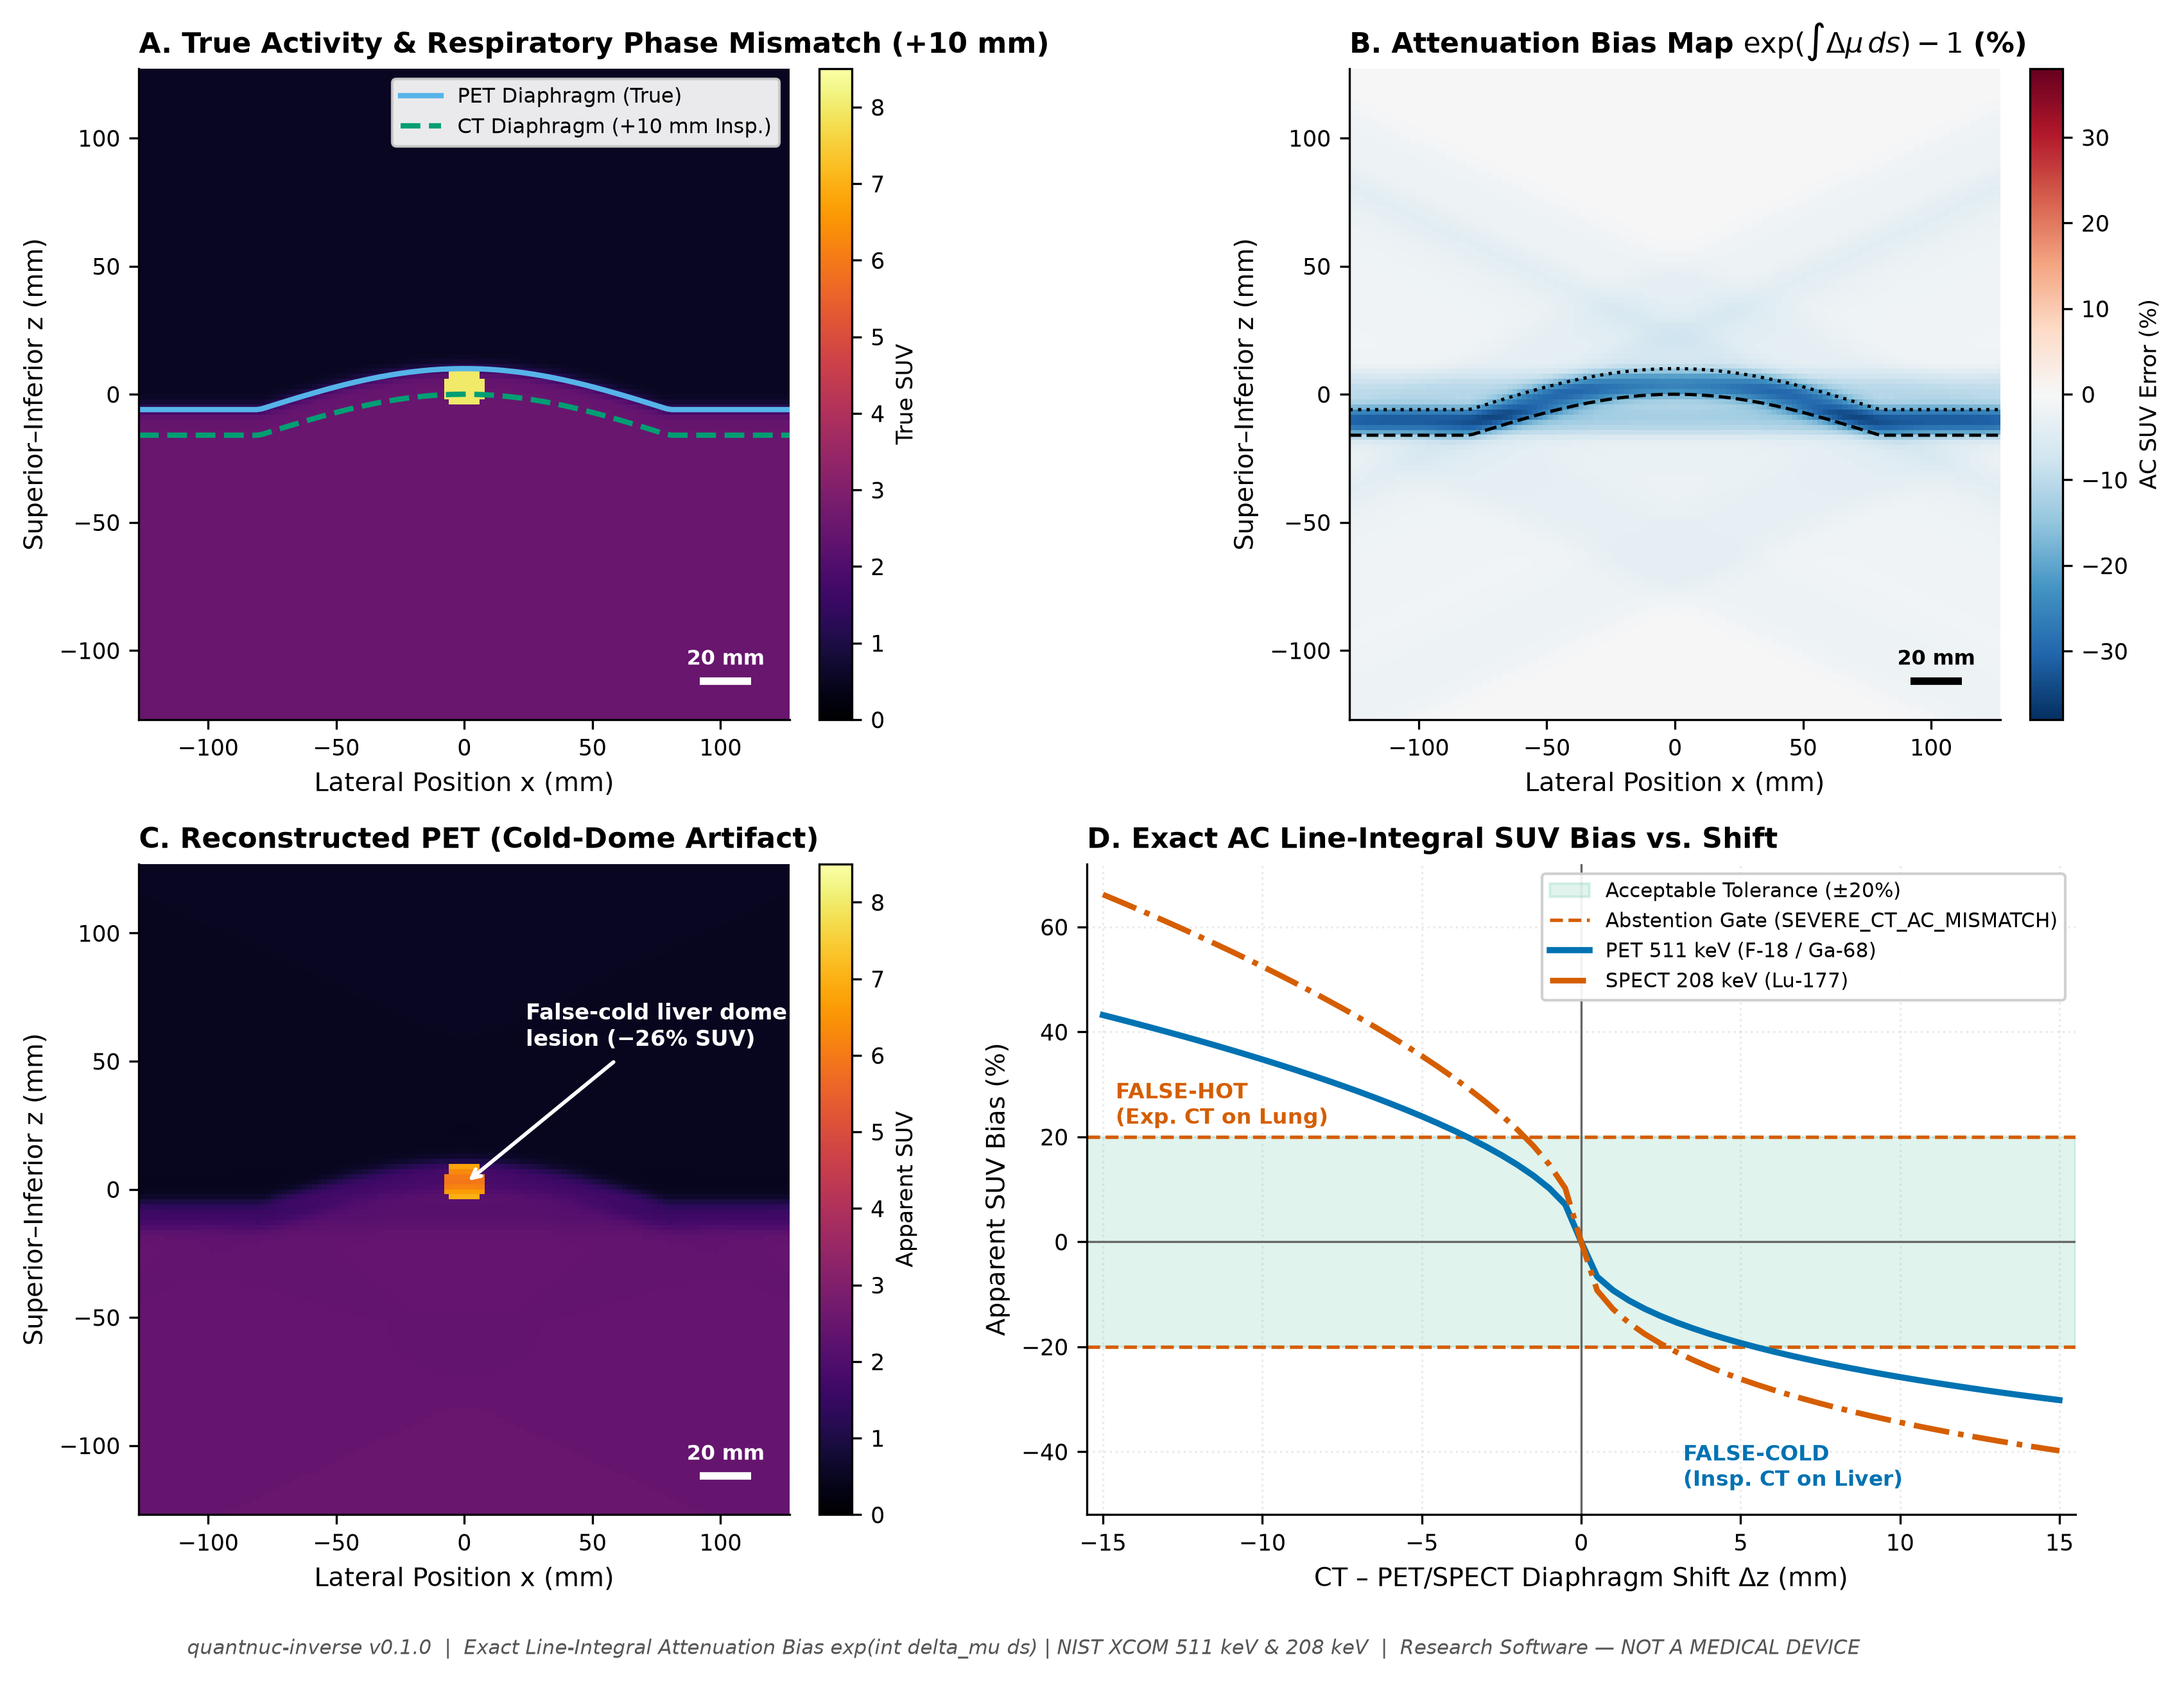 A. True Activity & Respiratory Phase Mismatch (+10 mm)
PET Diaphragm (True)
CT Diaphragm (+10 mm Insp.)
100
50
0
−50
−100
Superior–Inferior z (mm)
−100
−50
0
50
100
Lateral Position x (mm)
20 mm
8
7
6
5
4
3
2
1
0
True SUV
B. Attenuation Bias Map exp(∫Δμ ds) − 1 (%)
100
50
0
−50
−100
Superior–Inferior z (mm)
−100
−50
0
50
100
Lateral Position x (mm)
20 mm
30
20
10
0
−10
−20
−30
AC SUV Error (%)
C. Reconstructed PET (Cold-Dome Artifact)
False-cold liver dome
lesion (−26% SUV)
100
50
0
−50
−100
Superior–Inferior z (mm)
−100
−50
0
50
100
Lateral Position x (mm)
20 mm
8
7
6
5
4
3
2
1
0
Apparent SUV
D. Exact AC Line-Integral SUV Bias vs. Shift
Acceptable Tolerance (±20%)
Abstention Gate (SEVERE_CT_AC_MISMATCH)
PET 511 keV (F-18 / Ga-68)
SPECT 208 keV (Lu-177)
FALSE-HOT
(Exp. CT on Lung)
FALSE-COLD
(Insp. CT on Liver)
60
40
20
0
−20
−40
Apparent SUV Bias (%)
−15
−10
−5
0
5
10
15
CT – PET/SPECT Diaphragm Shift Δz (mm)
quantnuc-inverse v0.1.0 | Exact Line-Integral Attenuation Bias exp(int delta_mu ds) | NIST XCOM 511 keV & 208 keV | Research Software — NOT A MEDICAL DEVICE